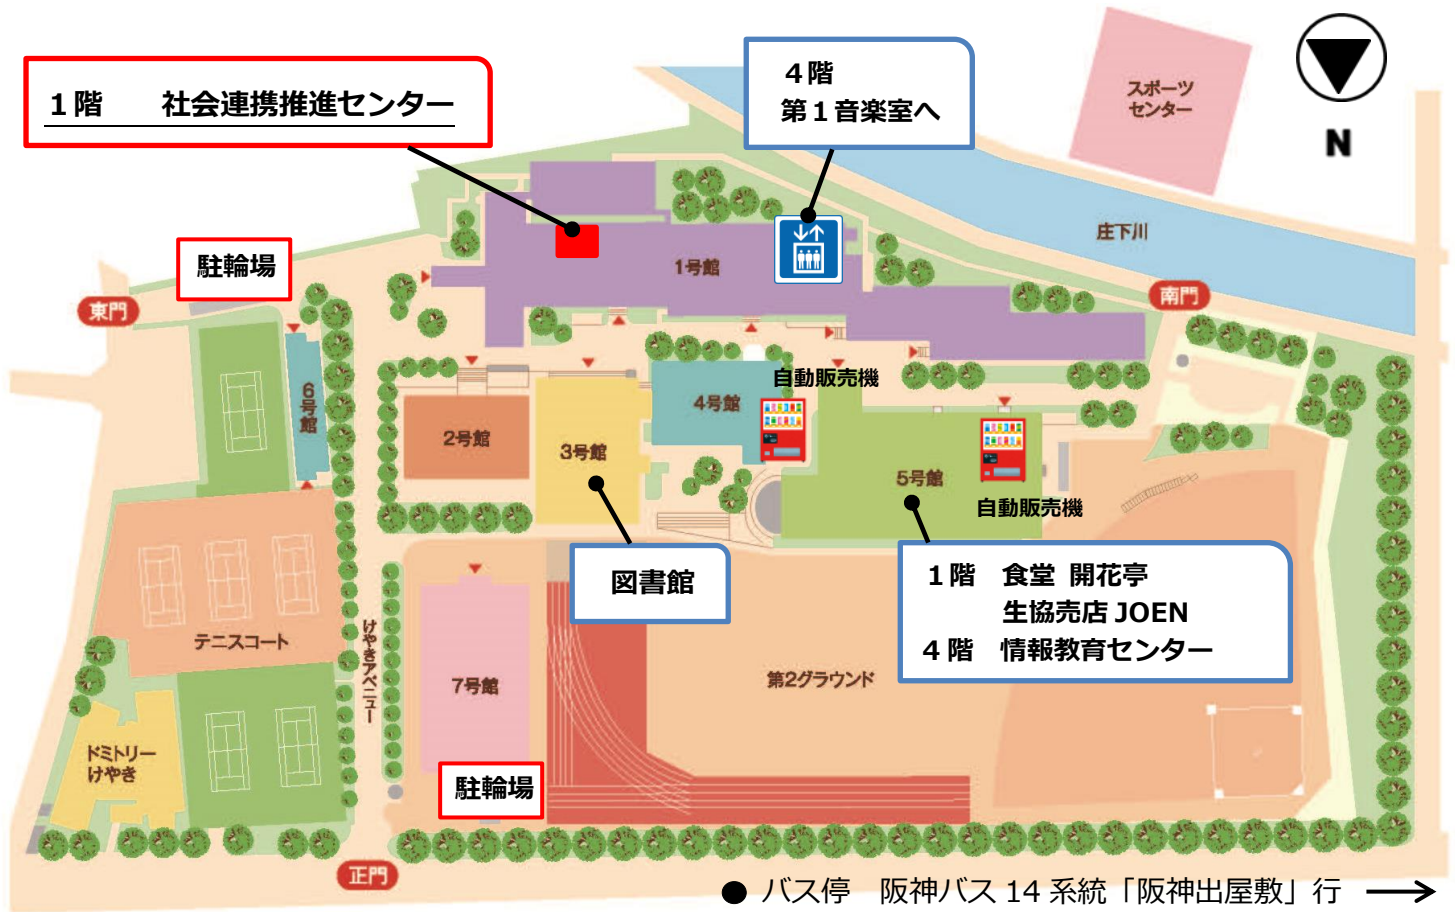 1階 社会連携推進センター
4階
第1音楽室へ
スポーツ
センター
N
庄下川
駐輪場
東門
1号館
南門
6号館
2号館
3号館
4号館
自動販売機
5号館
自動販売機
図書館
1階 食堂 開花亭
生協売店 JOEN
4階 情報教育センター
テニスコート
けやきアベニュー
7号館
第2グラウンド
ドミトリー
けやき
駐輪場
正門
● バス停 阪神バス 14 系統「阪神出屋敷」行 →